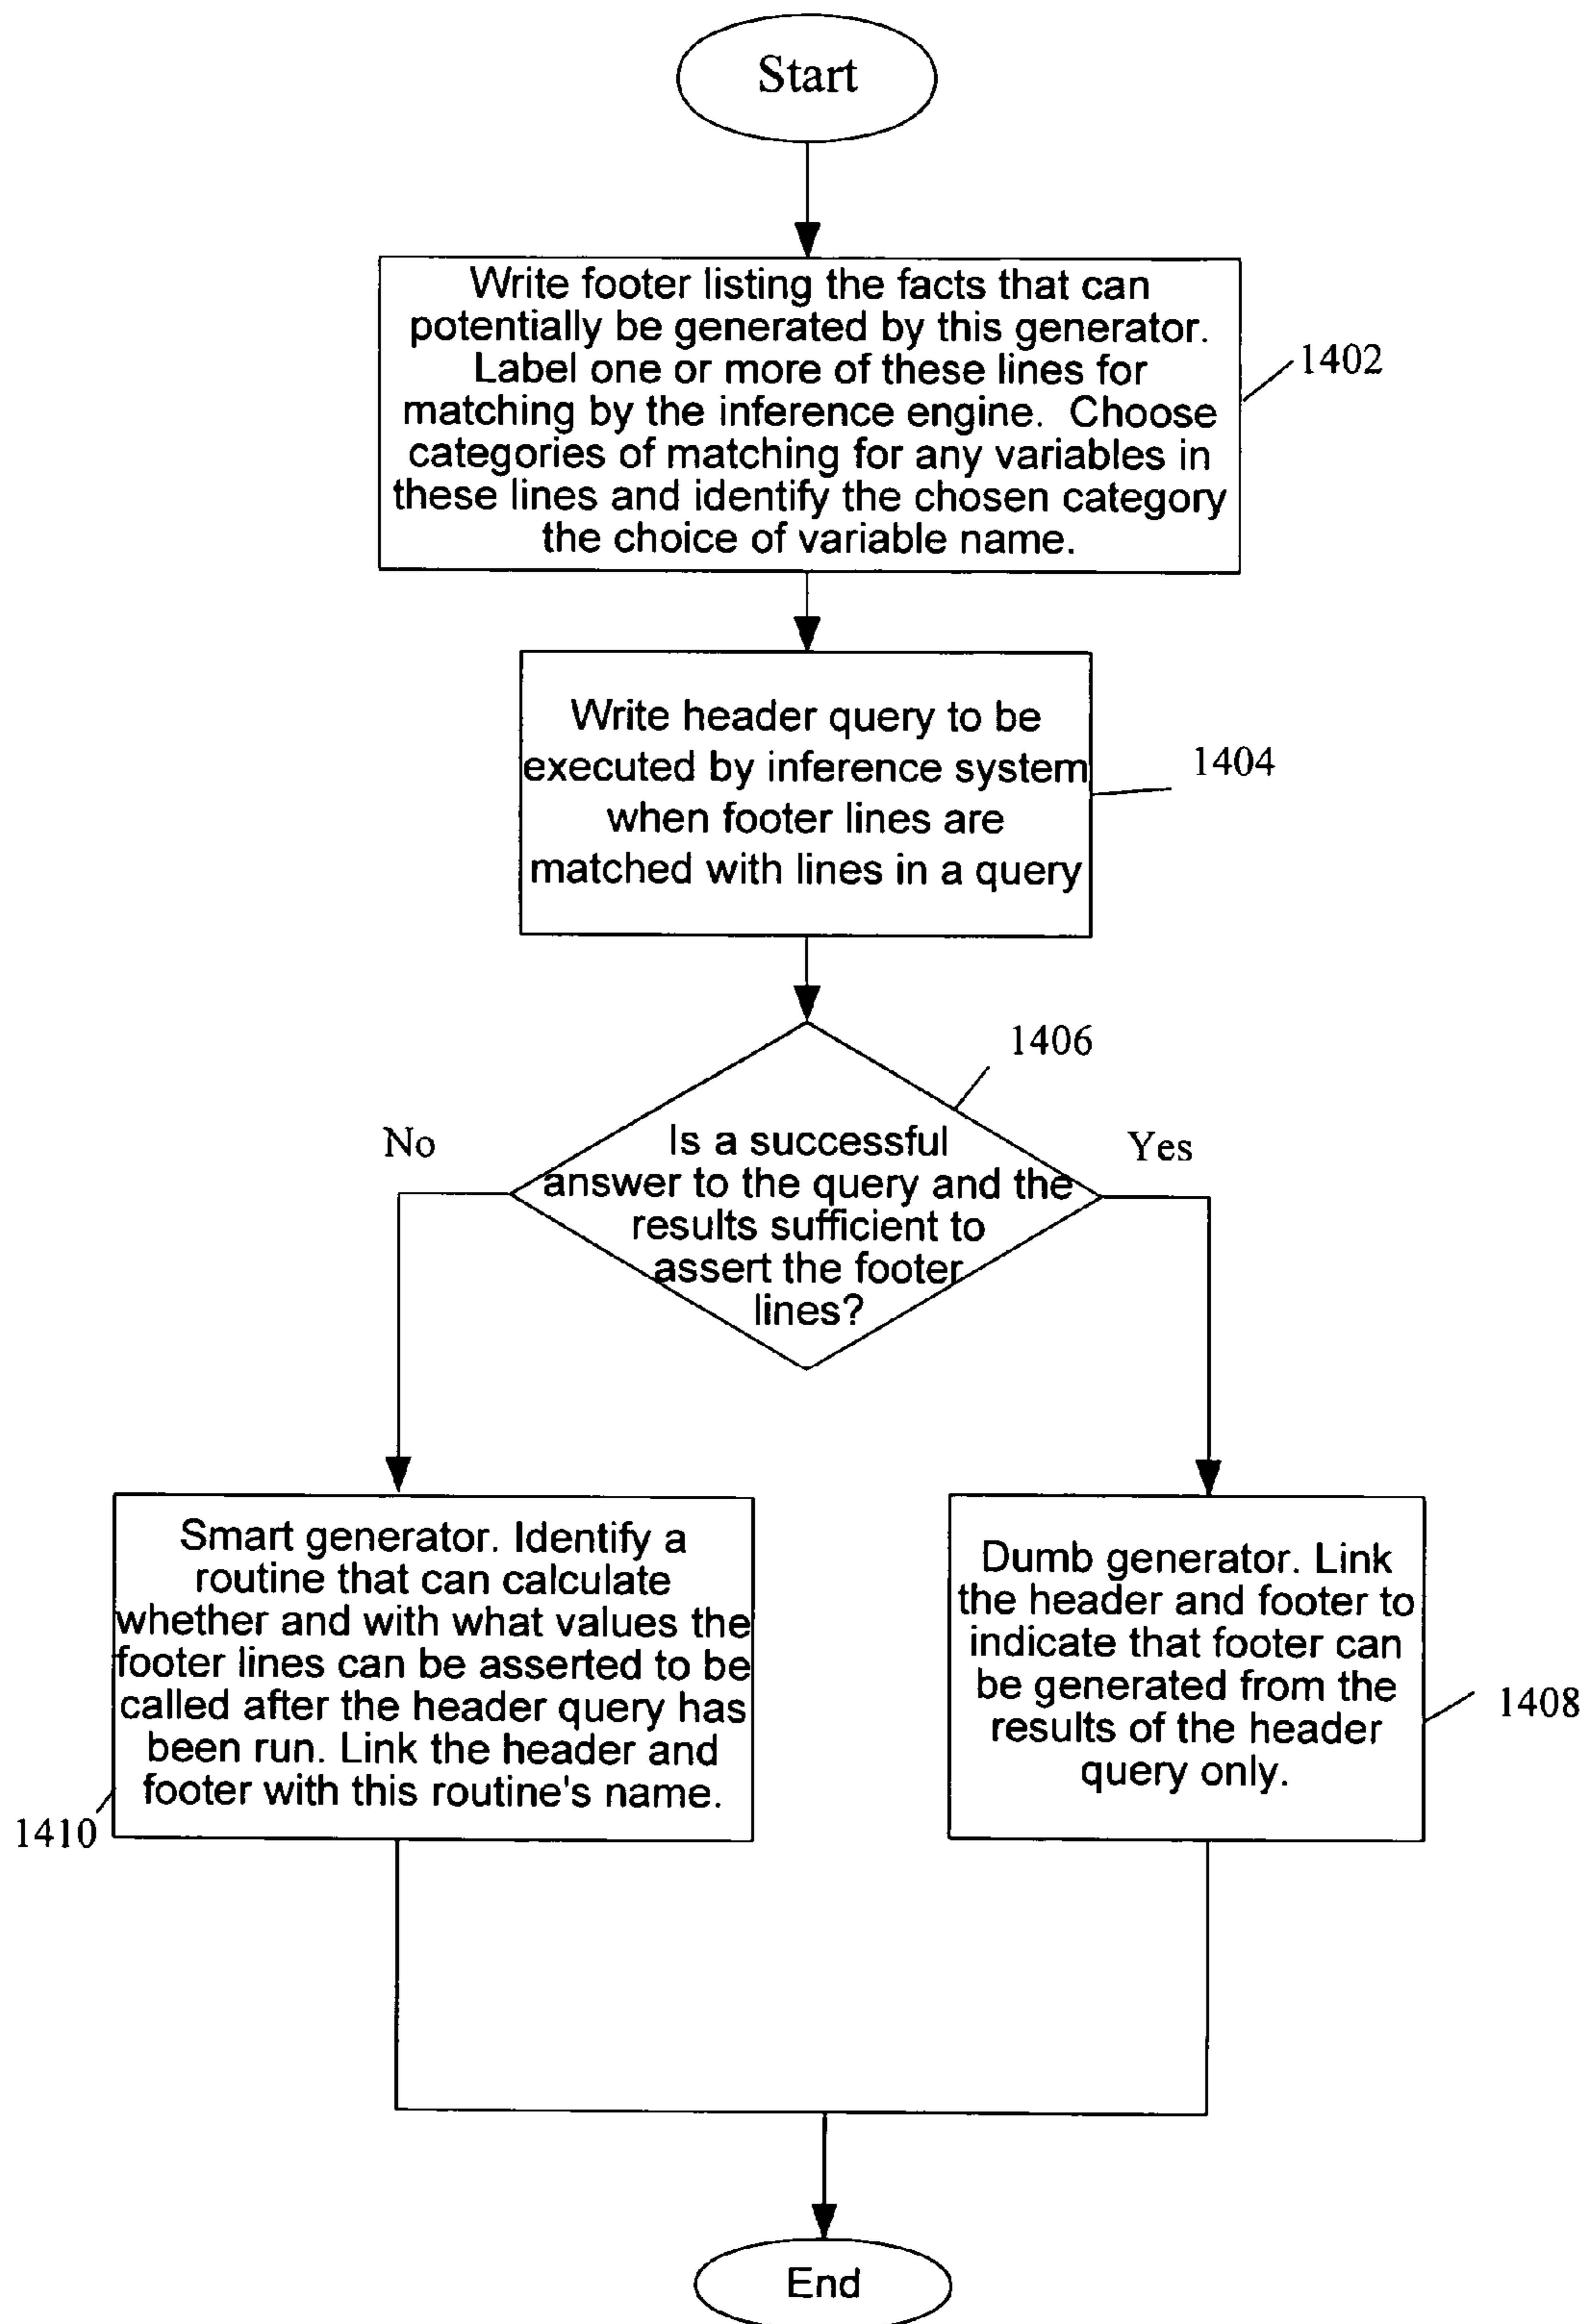 Start
Write footer listing the facts that can
potentially be generated by this generator.
Label one or more of these lines for
matching by the inference engine. Choose
categories of matching for any variables in
these lines and identify the chosen category
the choice of variable name.
1402
Write header query to be
executed by inference system
when footer lines are
matched with lines in a query
1404
1406
No
Yes
Is a successful
answer to the query and the
results sufficient to
assert the footer
lines?
Smart generator. Identify a
routine that can calculate
whether and with what values the
footer lines can be asserted to be
called after the header query has
been run. Link the header and
footer with this routine's name.
1410
Dumb generator. Link
the header and footer to
indicate that footer can
be generated from the
results of the header
query only.
1408
End